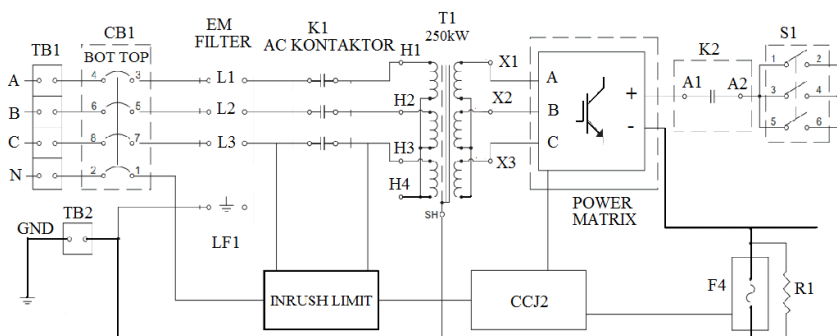 TB1
CB1
BOT TOP
EM
FILTER
K1
AC KONTAKTOR
T1
250kW
H1
X1
K2
S1
A
4
3
L1
A
1
2
B
6
5
L2
H2
X2
B
+
A1
A2
3
4
C
8
7
L3
H3
C
-
5
6
N
2
1
H4
X3
POWER
MATRIX
SH
TB2
GND
LF1
INRUSH LIMIT
CCJ2
F4
R1